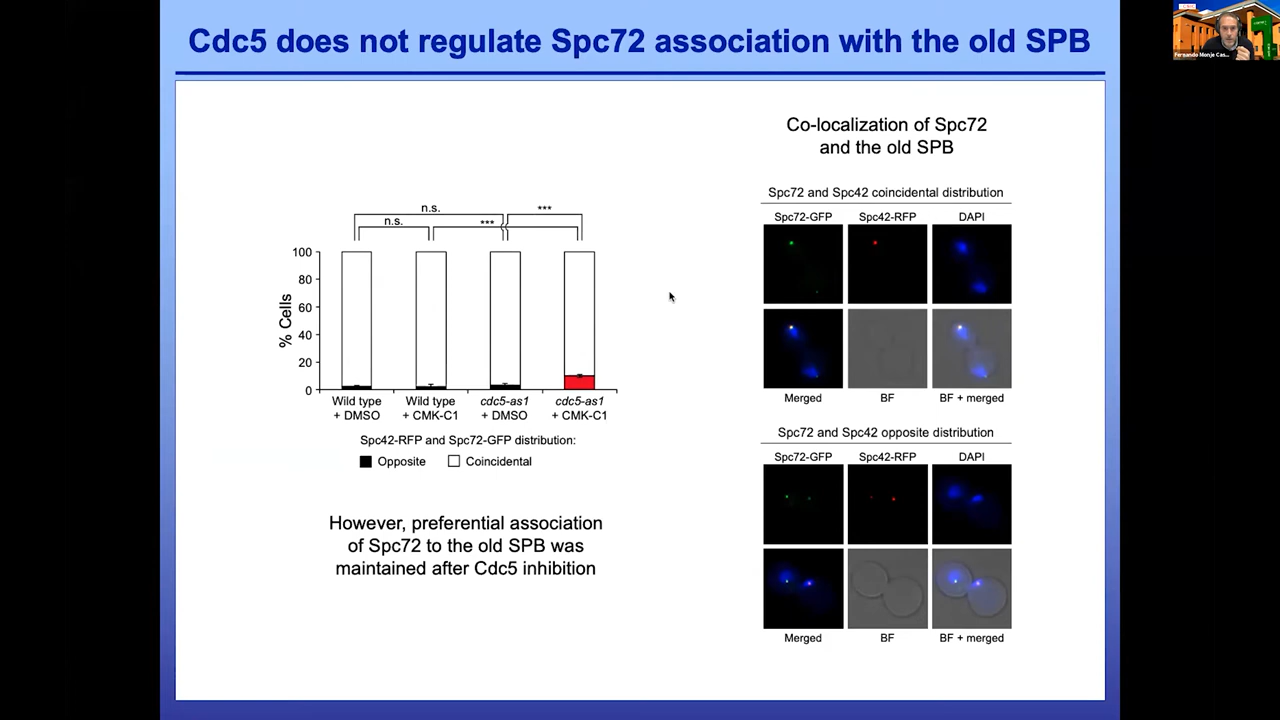 Cdc5 does not regulate Spc72 association with the old SPB
Co-localization of Spc72
and the old SPB
n.s.
***
n.s.
***
100
80
60
40
20
0
% Cells
Wild type
+ DMSO
Wild type
+ CMK-C1
cdc5-as1
+ DMSO
cdc5-as1
+ CMK-C1
Spc42-RFP and Spc72-GFP distribution:
Opposite
Coincidental
However, preferential association
of Spc72 to the old SPB was
maintained after Cdc5 inhibition
Spc72 and Spc42 coincidental distribution
Spc72-GFP
Spc42-RFP
DAPI
Merged
BF
BF + merged
Spc72 and Spc42 opposite distribution
Spc72-GFP
Spc42-RFP
DAPI
Merged
BF
BF + merged
Fernando Monje Cas...